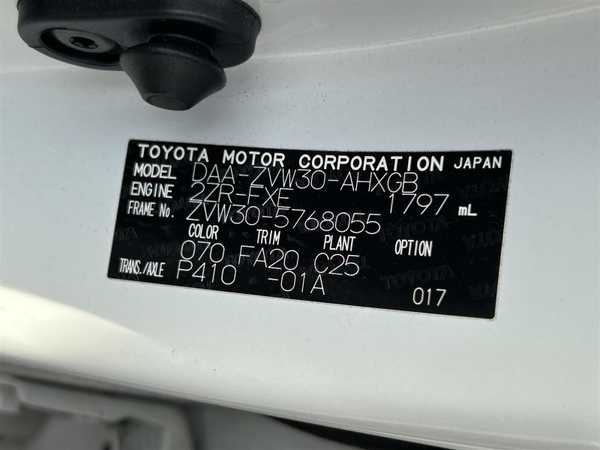 TOYOTA MOTOR CORPORATION JAPAN
MODEL DAA-ZVW30-AHXGB
ENGINE 2ZR-FXE 1797 mL
FRAME No. ZVW30-5768055
COLOR TRIM PLANT OPTION
070 FA20 C25
TRANS./AXLE P410 -01A
017